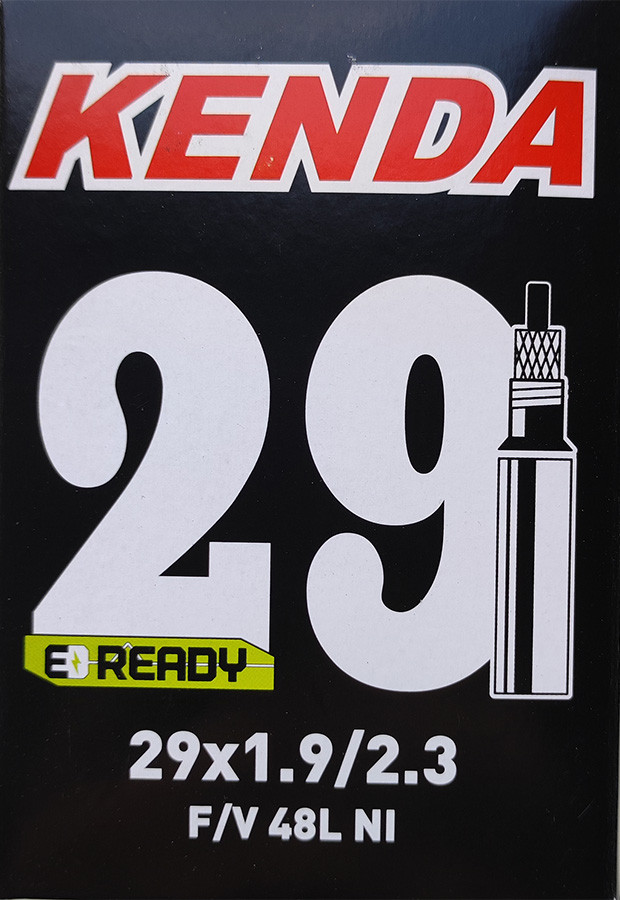 KENDA
29
E READY
29x1.9/2.3
F/V 48L NI